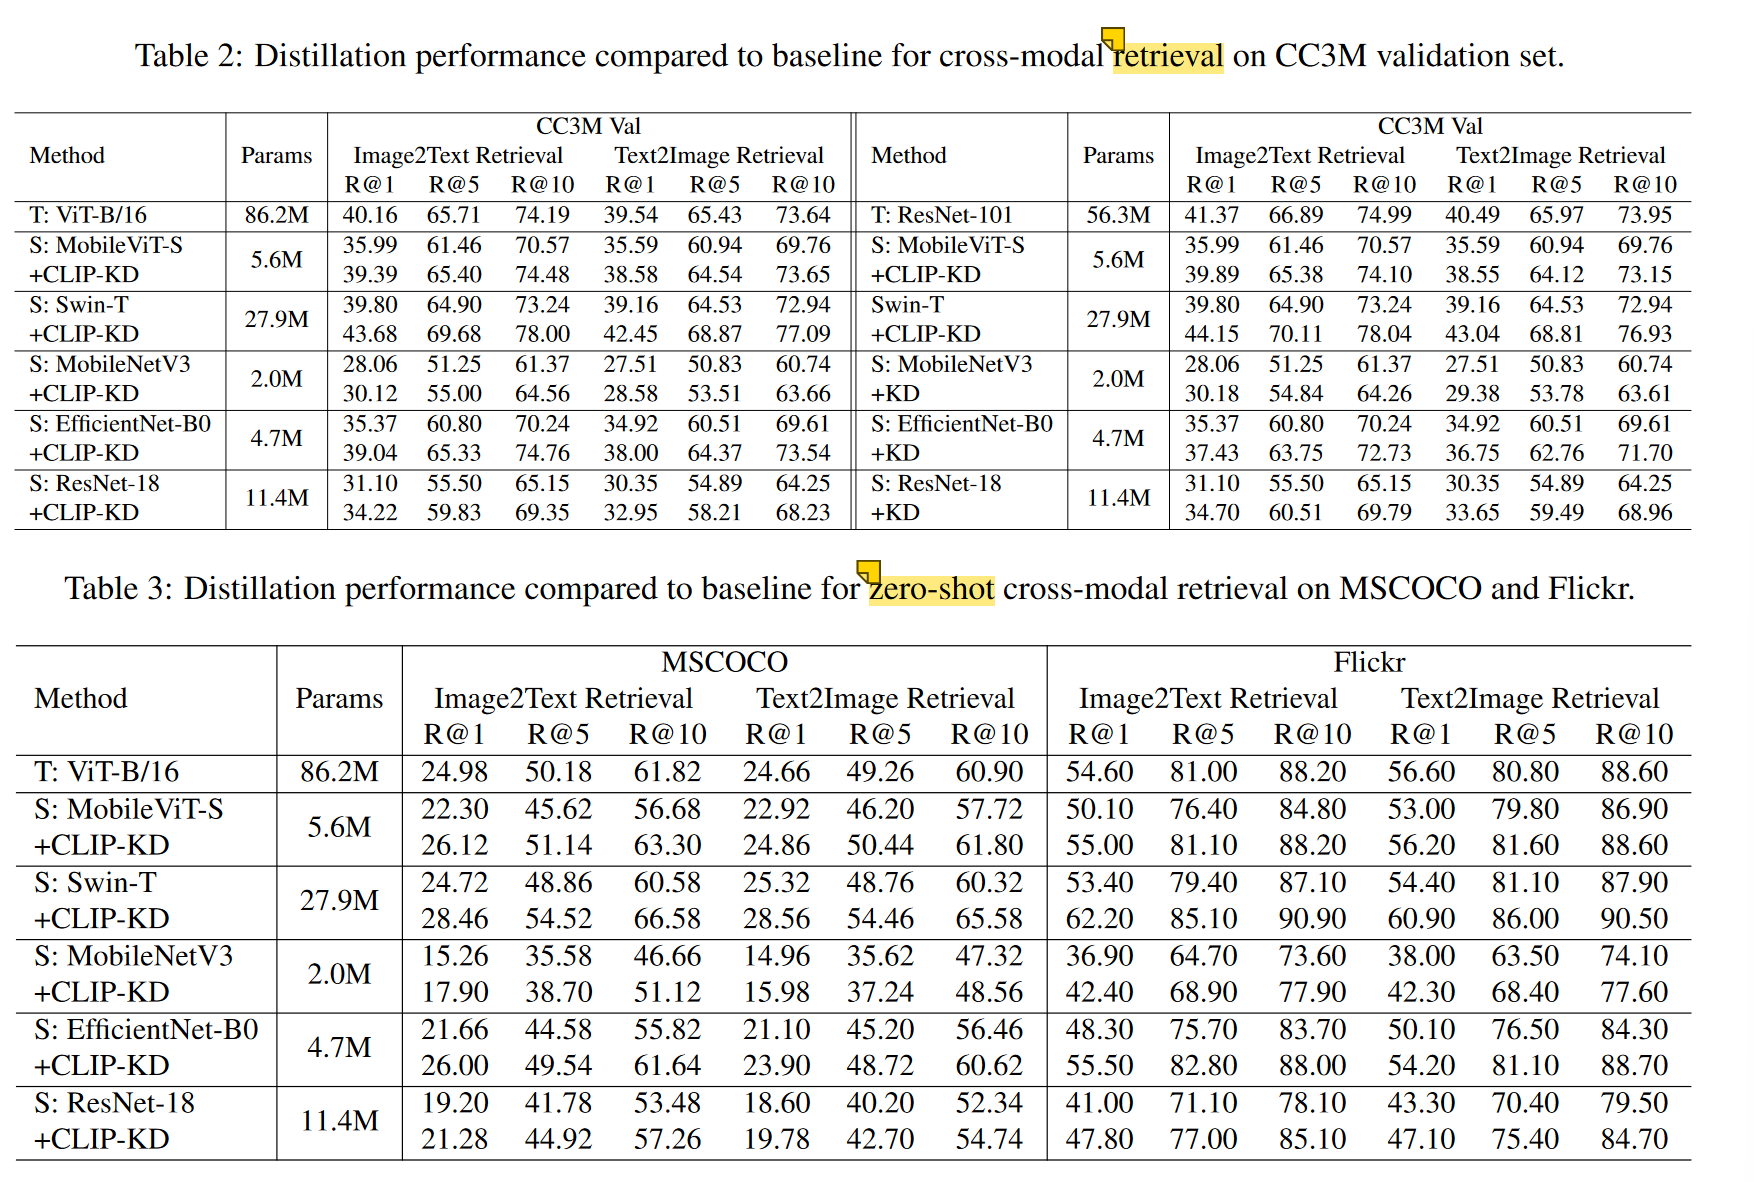 Table 2: Distillation performance compared to baseline for cross-modal retrieval on CC3M validation set.
CC3M Val CC3M Val
Method Params Image2Text Retrieval Text2Image Retrieval Method Params Image2Text Retrieval Text2Image Retrieval
R@1 R@5 R@10 R@1 R@5 R@10 R@1 R@5 R@10 R@1 R@5 R@10
T: ViT-B/16 86.2M 40.16 65.71 74.19 39.54 65.43 73.64 T: ResNet-101 56.3M 41.37 66.89 74.99 40.49 65.97 73.95
S: MobileViT-S 5.6M 35.99 61.46 70.57 35.59 60.94 69.76 S: MobileViT-S 5.6M 35.99 61.46 70.57 35.59 60.94 69.76
+CLIP-KD 39.39 65.40 74.48 38.58 64.54 73.65 +CLIP-KD 39.89 65.38 74.10 38.55 64.12 73.15
S: Swin-T 27.9M 39.80 64.90 73.24 39.16 64.53 72.94 Swin-T 27.9M 39.80 64.90 73.24 39.16 64.53 72.94
+CLIP-KD 43.68 69.68 78.00 42.45 68.87 77.09 +CLIP-KD 44.15 70.11 78.04 43.04 68.81 76.93
S: MobileNetV3 2.0M 28.06 51.25 61.37 27.51 50.83 60.74 S: MobileNetV3 2.0M 28.06 51.25 61.37 27.51 50.83 60.74
+CLIP-KD 30.12 55.00 64.56 28.58 53.51 63.66 +KD 30.18 54.84 64.26 29.38 53.78 63.61
S: EfficientNet-B0 4.7M 35.37 60.80 70.24 34.92 60.51 69.61 S: EfficientNet-B0 4.7M 35.37 60.80 70.24 34.92 60.51 69.61
+CLIP-KD 39.04 65.33 74.76 38.00 64.37 73.54 +KD 37.43 63.75 72.73 36.75 62.76 71.70
S: ResNet-18 11.4M 31.10 55.50 65.15 30.35 54.89 64.25 S: ResNet-18 11.4M 31.10 55.50 65.15 30.35 54.89 64.25
+CLIP-KD 34.22 59.83 69.35 32.95 58.21 68.23 +KD 34.70 60.51 69.79 33.65 59.49 68.96
Table 3: Distillation performance compared to baseline for zero-shot cross-modal retrieval on MSCOCO and Flickr.
MSCOCO Flickr
Method Params Image2Text Retrieval Text2Image Retrieval Image2Text Retrieval Text2Image Retrieval
R@1 R@5 R@10 R@1 R@5 R@10 R@1 R@5 R@10 R@1 R@5 R@10
T: ViT-B/16 86.2M 24.98 50.18 61.82 24.66 49.26 60.90 54.60 81.00 88.20 56.60 80.80 88.60
S: MobileViT-S 5.6M 22.30 45.62 56.68 22.92 46.20 57.72 50.10 76.40 84.80 53.00 79.80 86.90
+CLIP-KD 26.12 51.14 63.30 24.86 50.44 61.80 55.00 81.10 88.20 56.20 81.60 88.60
S: Swin-T 27.9M 24.72 48.86 60.58 25.32 48.76 60.32 53.40 79.40 87.10 54.40 81.10 87.90
+CLIP-KD 28.46 54.52 66.58 28.56 54.46 65.58 62.20 85.10 90.90 60.90 86.00 90.50
S: MobileNetV3 2.0M 15.26 35.58 46.66 14.96 35.62 47.32 36.90 64.70 73.60 38.00 63.50 74.10
+CLIP-KD 17.90 38.70 51.12 15.98 37.24 48.56 42.40 68.90 77.90 42.30 68.40 77.60
S: EfficientNet-B0 4.7M 21.66 44.58 55.82 21.10 45.20 56.46 48.30 75.70 83.70 50.10 76.50 84.30
+CLIP-KD 26.00 49.54 61.64 23.90 48.72 60.62 55.50 82.80 88.00 54.20 81.10 88.70
S: ResNet-18 11.4M 19.20 41.78 53.48 18.60 40.20 52.34 41.00 71.10 78.10 43.30 70.40 79.50
+CLIP-KD 21.28 44.92 57.26 19.78 42.70 54.74 47.80 77.00 85.10 47.10 75.40 84.70